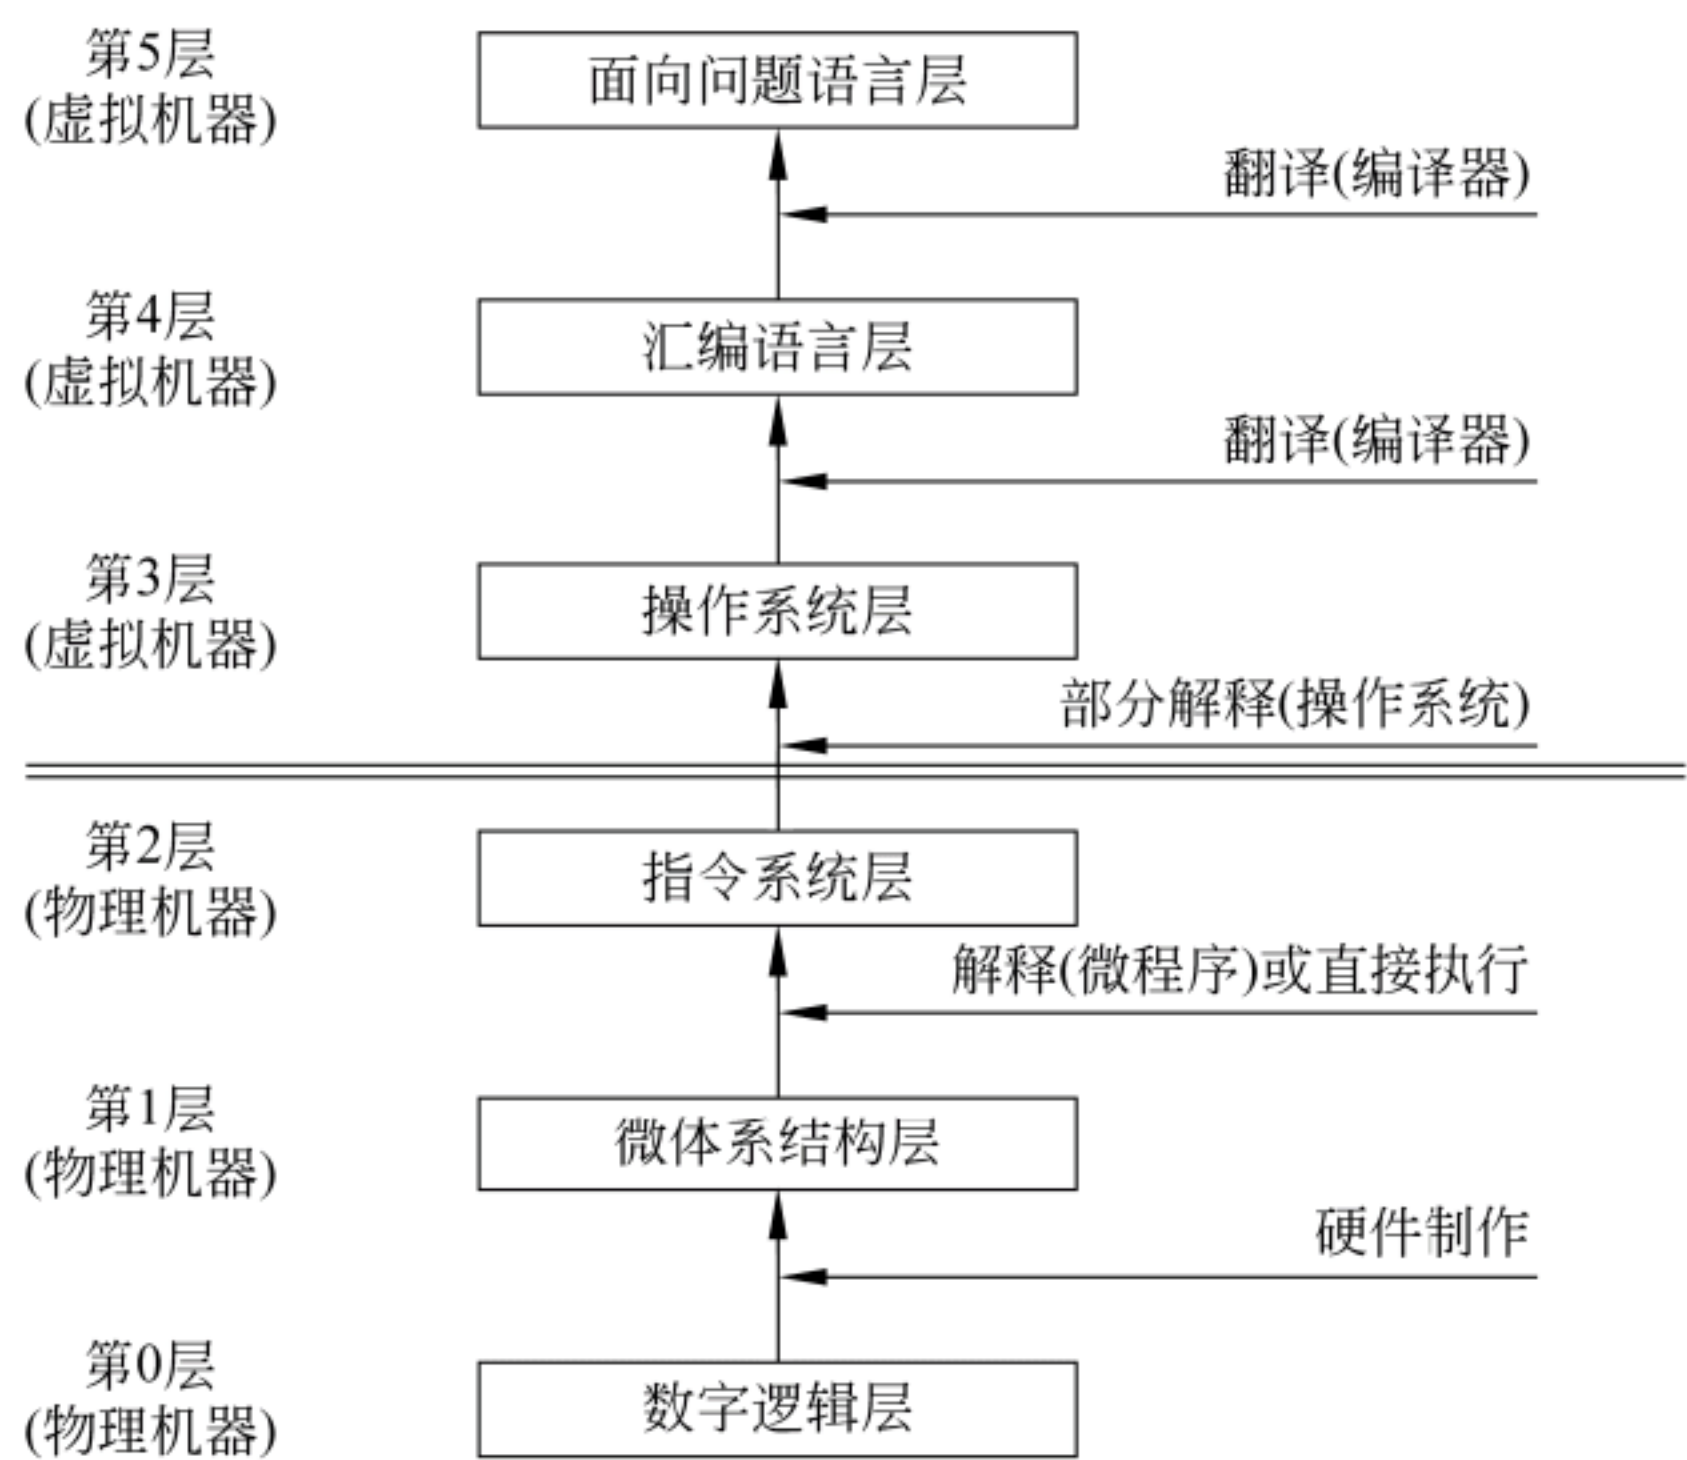 第5层
(虚拟机器)
面向问题语言层
翻译(编译器)
第4层
(虚拟机器)
汇编语言层
翻译(编译器)
第3层
(虚拟机器)
操作系统层
部分解释(操作系统)
第2层
(物理机器)
指令系统层
解释(微程序)或直接执行
第1层
(物理机器)
微体系结构层
硬件制作
第0层
(物理机器)
数字逻辑层